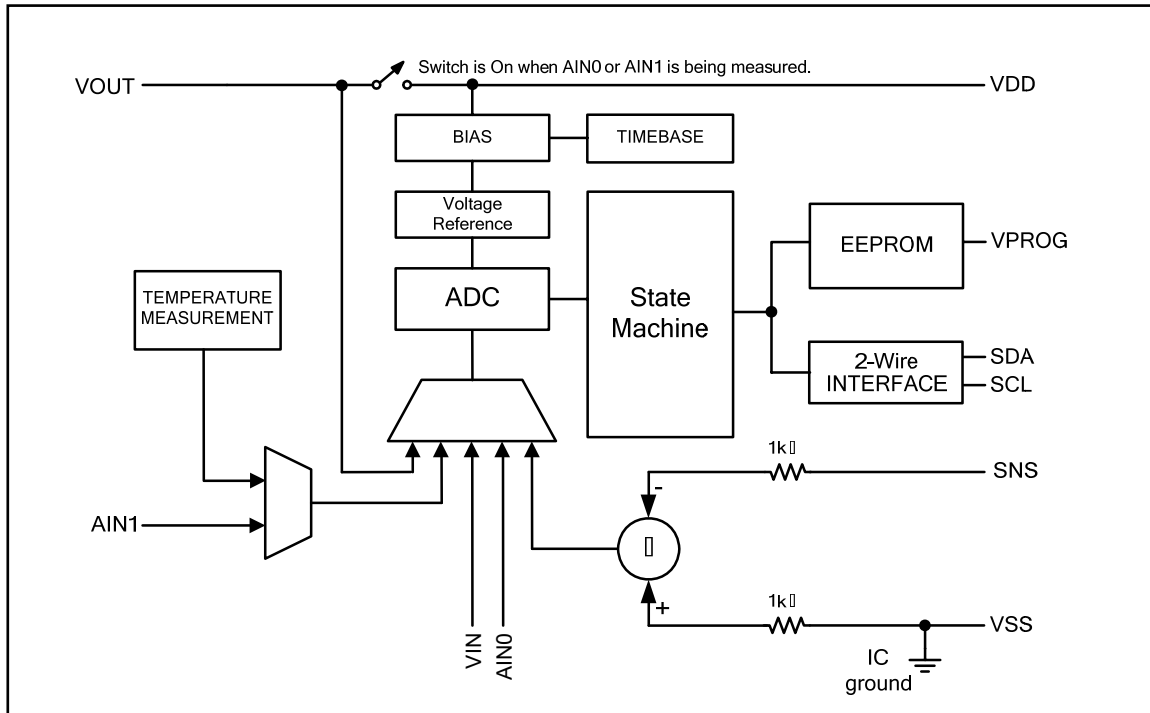 Switch is On when AIN0 or AIN1 is being measured.
VOUT
VDD
BIAS
TIMEBASE
Voltage
Reference
EEPROM
VPROG
TEMPERATURE
MEASUREMENT
ADC
State
Machine
2-Wire
INTERFACE
SDA
SCL
1k▯
SNS
-
AIN1
▯
+
1k▯
VSS
VIN
AIN0
IC
ground